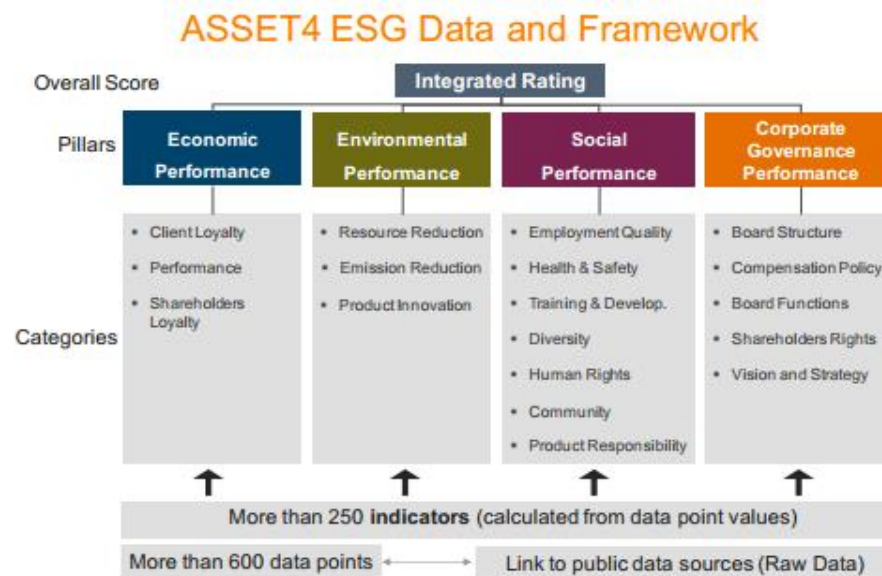 ASSET4 ESG Data and Framework
Overall Score
Integrated Rating
Pillars
Economic
Performance
Environmental
Performance
Social
Performance
Corporate
Governance
Performance
Categories
• Client Loyalty
• Performance
• Shareholders
Loyalty
• Resource Reduction
• Emission Reduction
• Product Innovation
• Employment Quality
• Health & Safety
• Training & Develop.
• Diversity
• Human Rights
• Community
• Product Responsibility
• Board Structure
• Compensation Policy
• Board Functions
• Shareholders Rights
• Vision and Strategy
More than 250 indicators (calculated from data point values)
More than 600 data points
Link to public data sources (Raw Data)